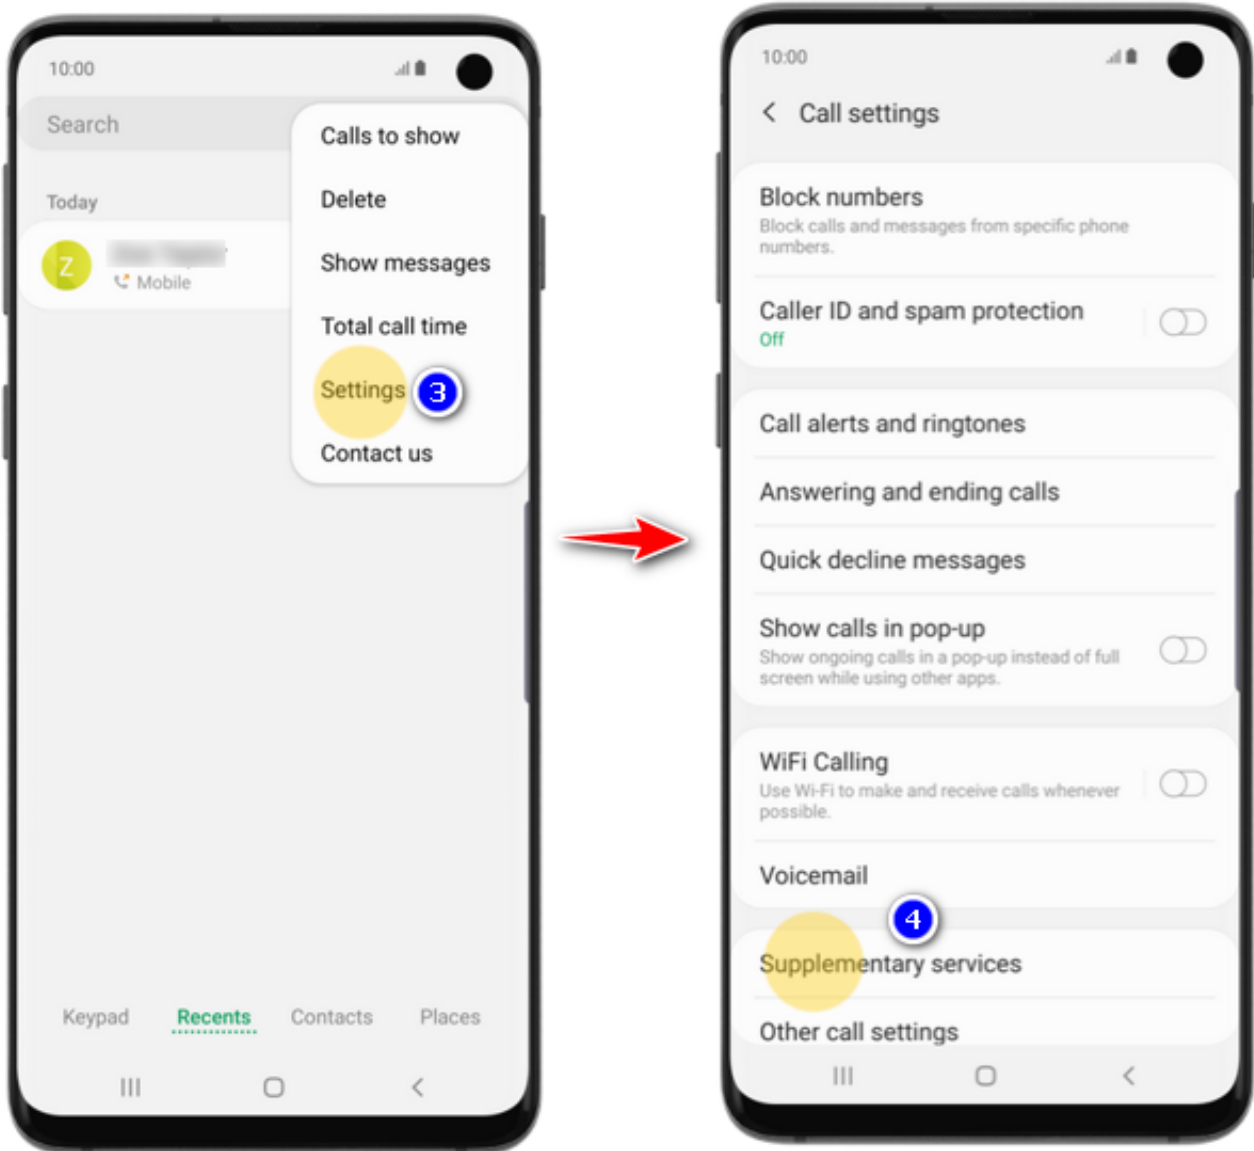 10:00
Search
Calls to show
Delete
Show messages
Total call time
Settings
3
Contact us
Today
Z
Mobile
Keypad
Recents
Contacts
Places
10:00
Call settings
Block numbers
Block calls and messages from specific phone
numbers.
Caller ID and spam protection
Off
Call alerts and ringtones
Answering and ending calls
Quick decline messages
Show calls in pop-up
Show ongoing calls in a pop-up instead of full
screen while using other apps.
WiFi Calling
Use Wi-Fi to make and receive calls whenever
possible.
Voicemail
4
Supplementary services
Other call settings